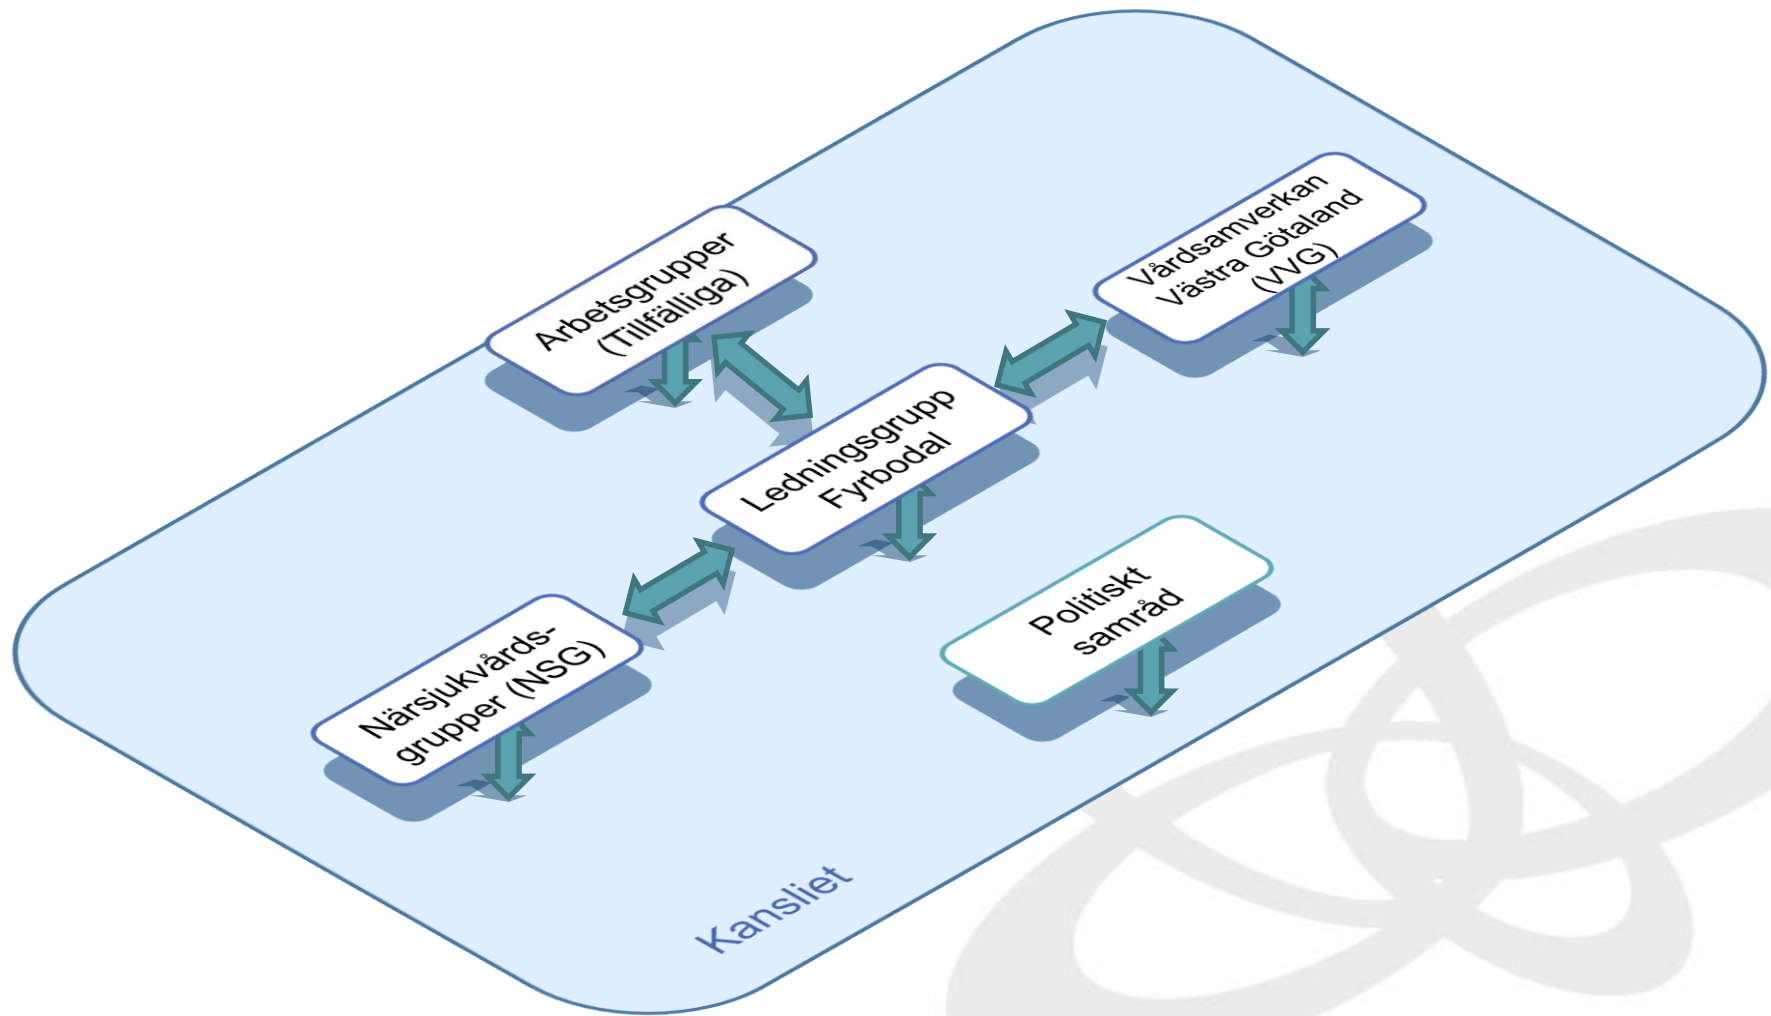 Arbetsgrupper
(Tillfälliga)
Vårdsamverkan
Västra Götaland
(VVG)
Ledningsgrupp
Fyrbodal
Politiskt
samråd
Närsjukvårds-
grupper (NSG)
Kansliet